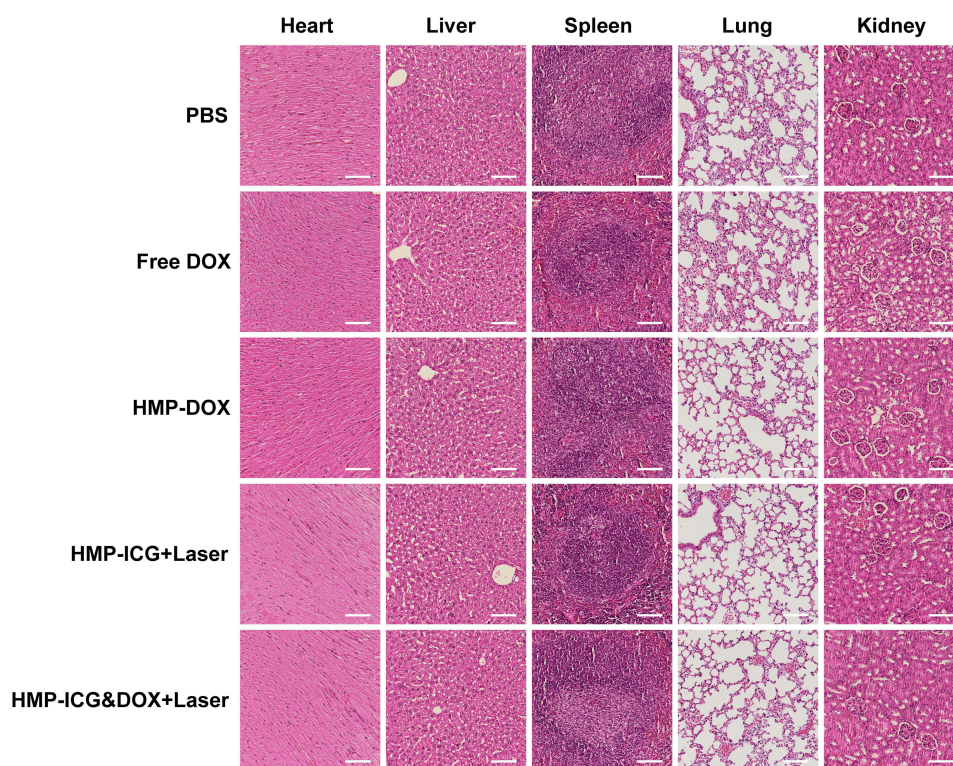 Heart Liver Spleen Lung Kidney
PBS
Free DOX
HMP-DOX
HMP-ICG+Laser
HMP-ICG&DOX+Laser